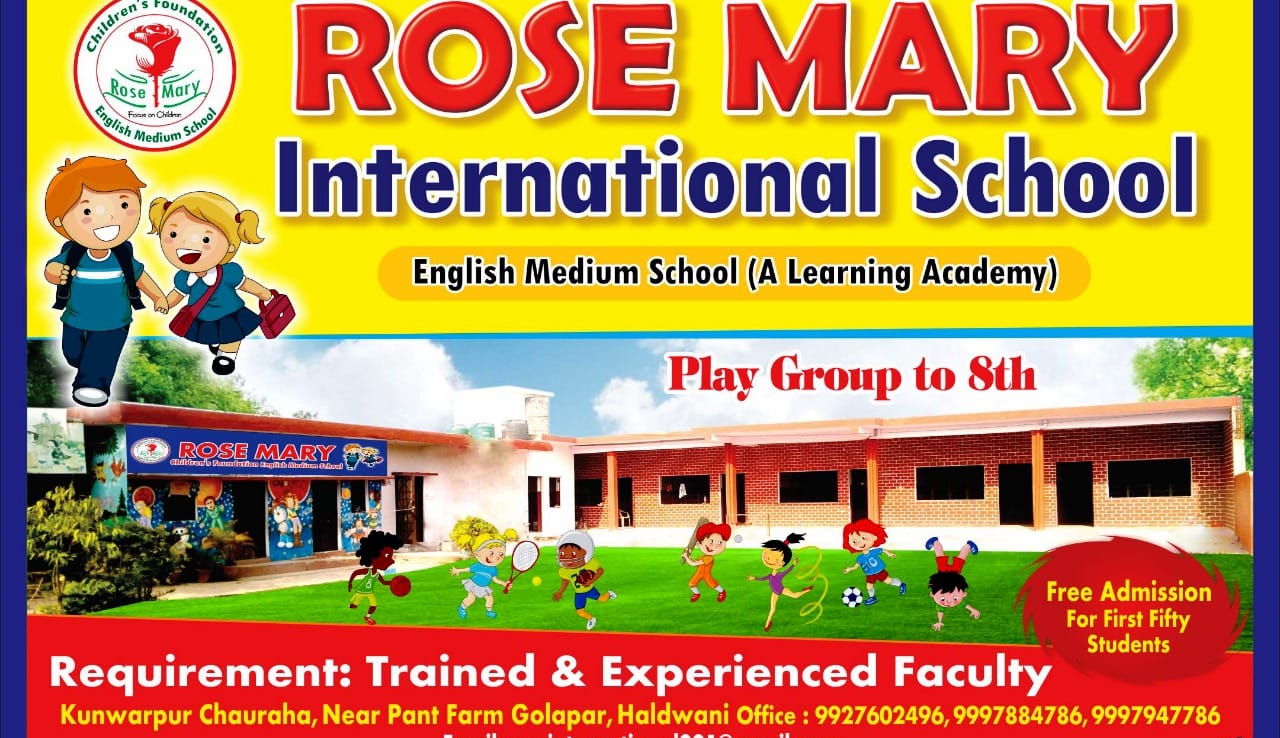 Children's Foundation
Rose Mary
Focus on Children
English Medium School
ROSE MARY
International School
English Medium School (A Learning Academy)
Play Group to 8th
ROSE MARY
Children's Foundation English Medium School
Free Admission
For First Fifty
Students
Requirement: Trained & Experienced Faculty
Kunwarpur Chauraha, Near Pant Farm Golapar, Haldwani Office : 9927602496, 9997884786, 9997947786